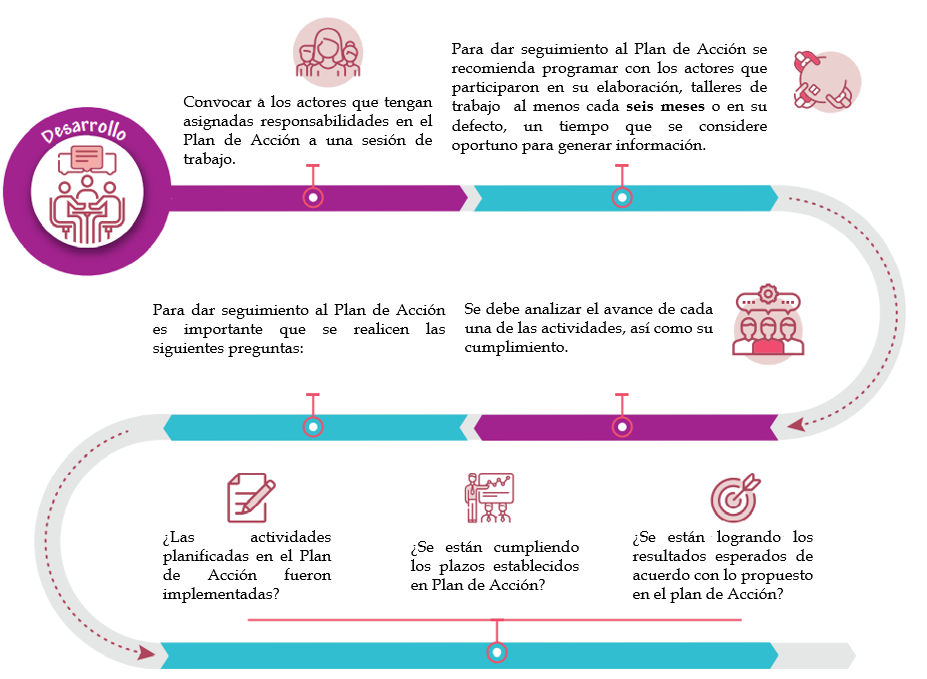 Desarrollo
Convocar a los actores que tengan
asignadas responsabilidades en el
Plan de Acción a una sesión de
trabajo.
Para dar seguimiento al Plan de Acción se
recomienda programar con los actores que
participaron en su elaboración, talleres de
trabajo al menos cada seis meses o en su
defecto, un tiempo que se considere
oportuno para generar información.
Se debe analizar el avance de cada
una de las actividades, así como su
cumplimiento.
Para dar seguimiento al Plan de Acción
es importante que se realicen las
siguientes preguntas:
¿Las actividades
planificadas en el Plan
de Acción fueron
implementadas?
¿Se están cumpliendo
los plazos establecidos
en Plan de Acción?
¿Se están logrando los
resultados esperados de
acuerdo con lo propuesto
en el plan de Acción?